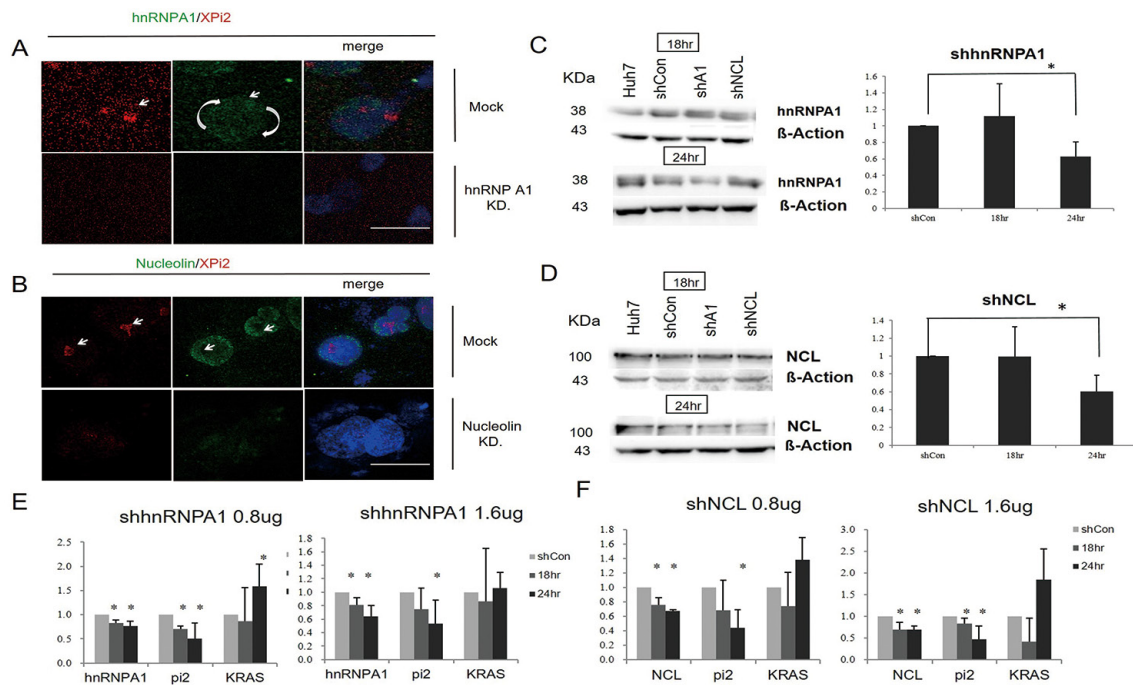 hnRNPA1/XPi2
A
merge
Mock
hnRNP A1
KD.
Nucleolin/XPi2
B
merge
Mock
Nucleolin
KD.
C
18hr
KDa
Huh7
shCon
shA1
shNCL
38
hnRNPA1
43
ß-Action
24hr
38
hnRNPA1
43
ß-Action
shhnRNPA1
*
1.6
1.4
1.2
1
0.8
0.6
0.4
0.2
0
shCon
18hr
24hr
D
18hr
KDa
Huh7
shCon
shA1
shNCL
100
NCL
43
ß-Action
24hr
100
NCL
43
ß-Action
shNCL
*
1.4
1.2
1
0.8
0.6
0.4
0.2
0
shCon
18hr
24hr
E
shhnRNPA1 0.8ug
2.5
2.0
1.5
1.0
0.5
0.0
* * * * *
hnRNPA1 pi2 KRAS
shhnRNPA1 1.6ug
1.8
1.6
1.4
1.2
1.0
0.8
0.6
0.4
0.2
0.0
* * *
hnRNPA1 pi2 KRAS
shCon
18hr
24hr
F
shNCL 0.8ug
1.8
1.6
1.4
1.2
1.0
0.8
0.6
0.4
0.2
0.0
* * *
NCL pi2 KRAS
shNCL 1.6ug
3.0
2.5
2.0
1.5
1.0
0.5
0.0
* * * *
NCL pi2 KRAS
shCon
18hr
24hr